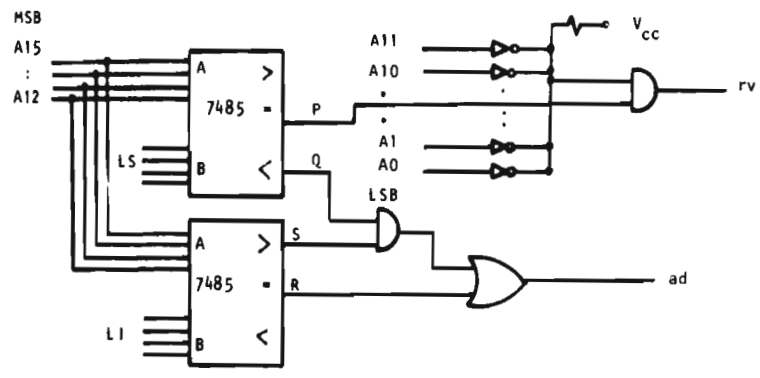 MSB
A15
:
A12
A
>
7485
=
<
B
LS
P
Q
A11
A10
:
A1
A0
LSB
Vcc
rv
A
>
7485
=
<
B
LI
S
R
ad